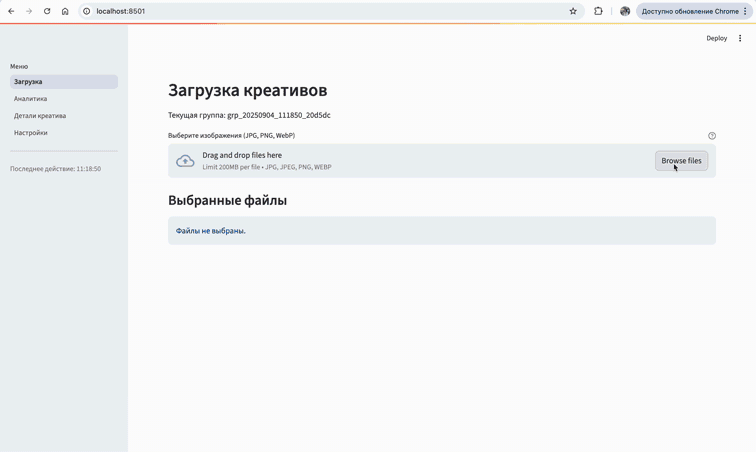 localhost:8501
Доступно обновление Chrome
Deploy
Меню
Загрузка
Аналитика
Детали креатива
Настройки
Последнее действие: 11:18:50
Загрузка креативов
Текущая группа: grp_20250904_111850_20d5dc
Выберите изображения (JPG, PNG, WebP)
Drag and drop files here
Limit 200MB per file • JPG, JPEG, PNG, WEBP
Browse files
Выбранные файлы
Файлы не выбраны.